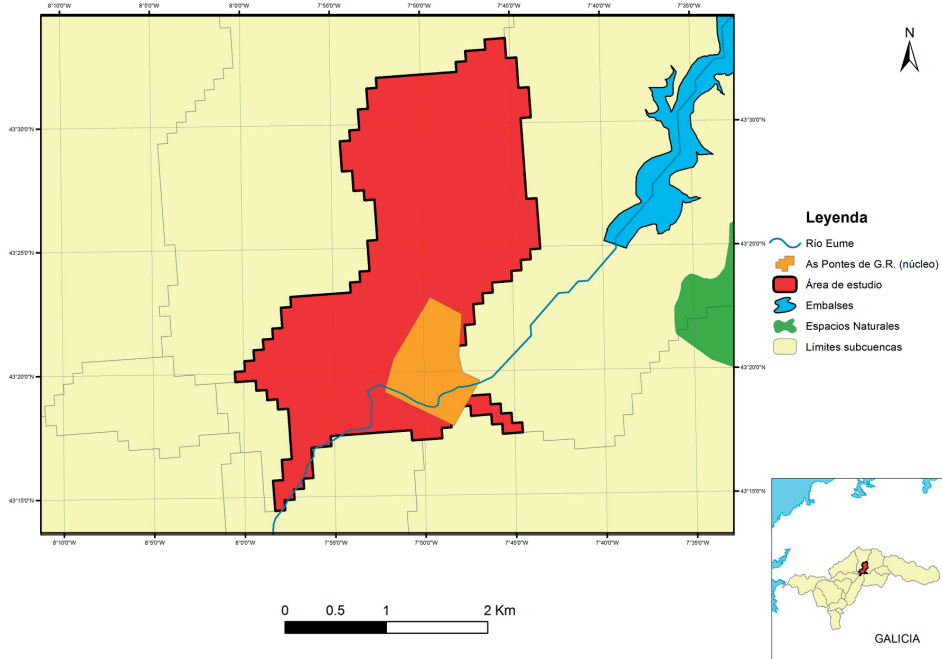 8°10'0"W 8°5'0"W 8°0'0"W 7°55'0"W 7°50'0"W 7°45'0"W 7°40'0"W 7°35'0"W
N
43°30'0"N 43°30'0"N
43°25'0"N 43°25'0"N
43°20'0"N 43°20'0"N
43°15'0"N 43°15'0"N
8°10'0"W 8°5'0"W 8°0'0"W 7°55'0"W 7°50'0"W 7°45'0"W 7°40'0"W 7°35'0"W
Leyenda
Río Eume
As Pontes de G.R. (núcleo)
Área de estudio
Embalses
Espacios Naturales
Límites subcuencas
0 0.5 1 2 Km
GALICIA